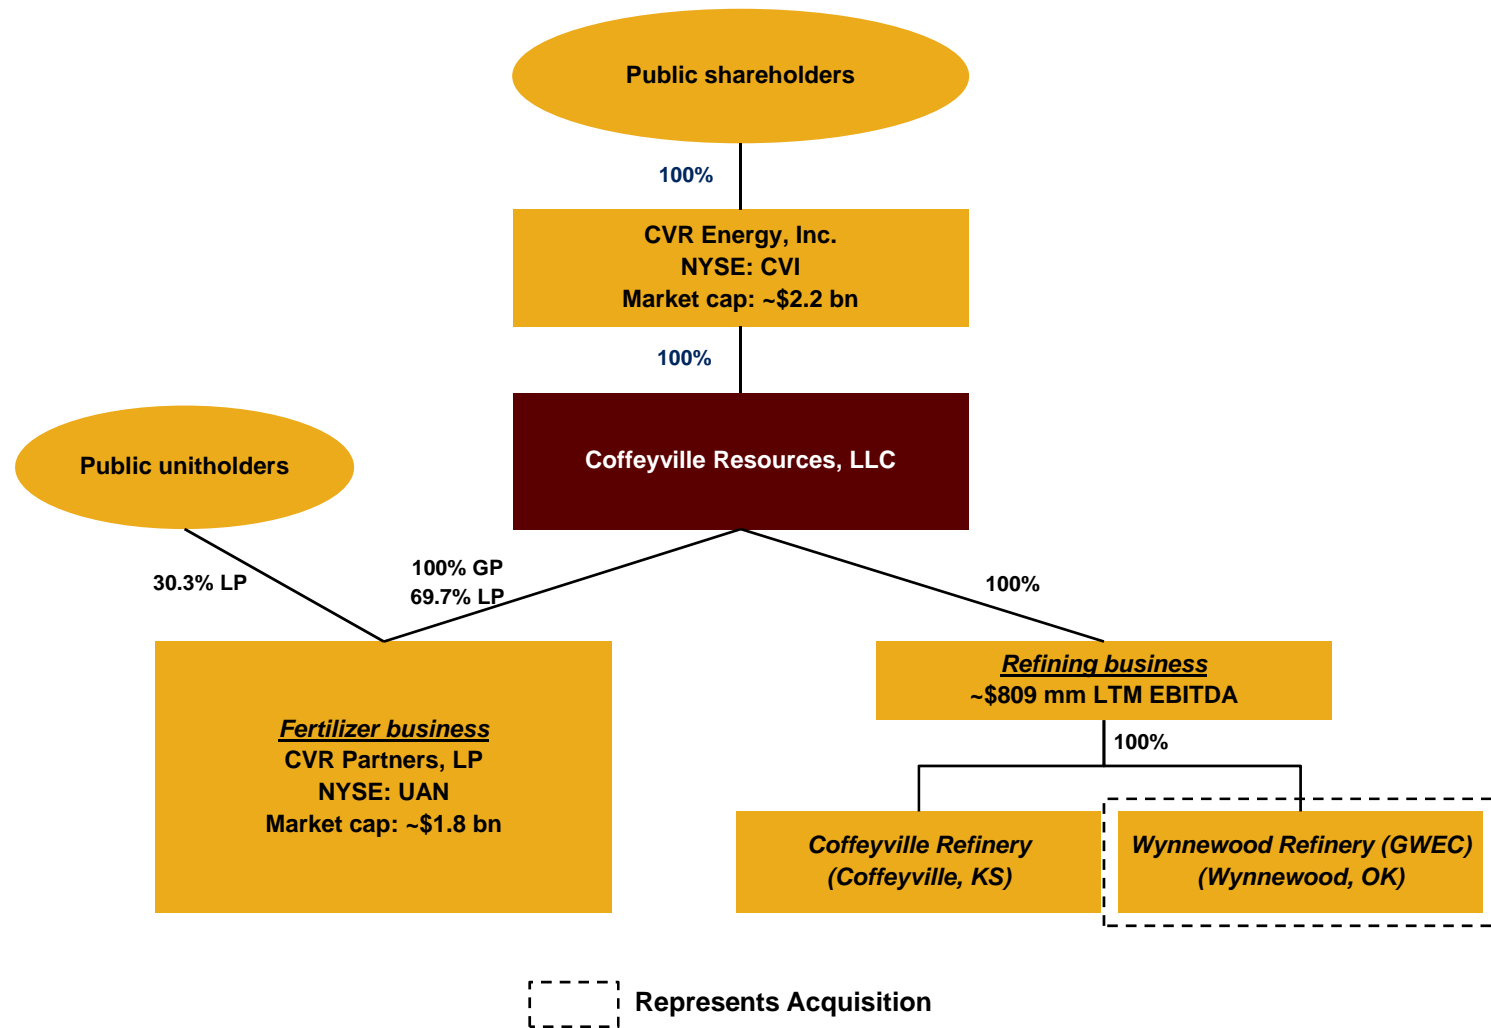 Public shareholders
100%
CVR Energy, Inc.
NYSE: CVI
Market cap: ~$2.2 bn
100%
Coffeyville Resources, LLC
Public unitholders
30.3% LP
100% GP
69.7% LP
100%
Fertilizer business
CVR Partners, LP
NYSE: UAN
Market cap: ~$1.8 bn
Refining business
~$809 mm LTM EBITDA
100%
Coffeyville Refinery
(Coffeyville, KS)
Wynnewood Refinery (GWEC)
(Wynnewood, OK)
Represents Acquisition